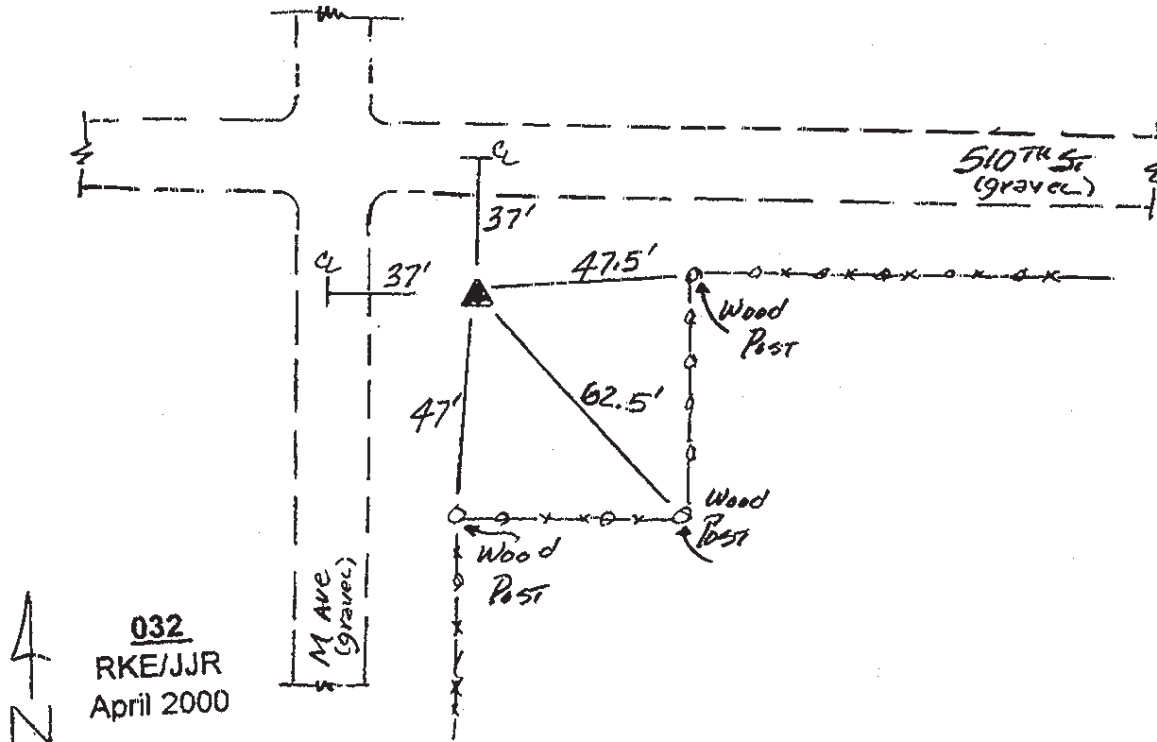 ℄
510TH ST
(gravel)
37'
℄
37'
47.5'
Wood
Post
47'
62.5'
Wood
Post
Wood
Post
M AVE
(gravel)
032
RKE/JJR
April 2000
N